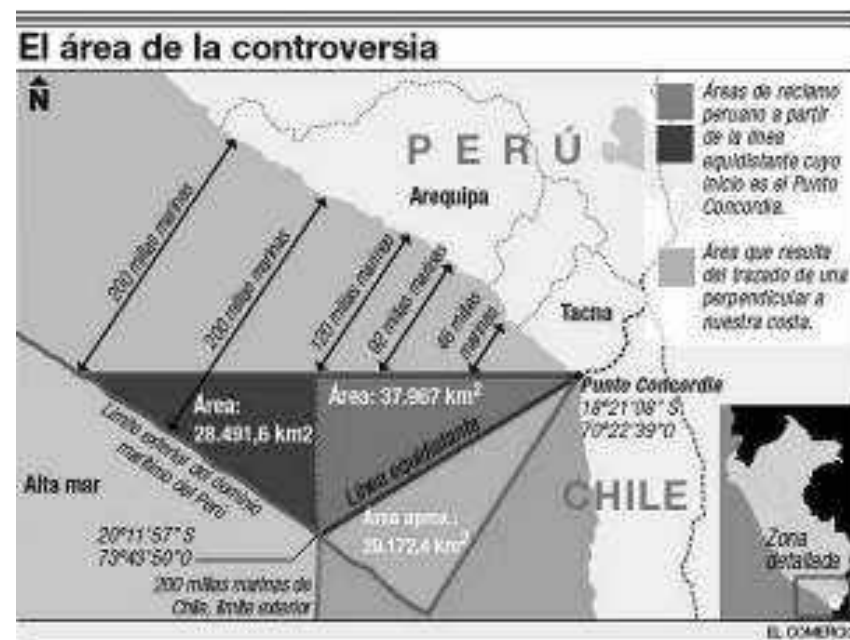 El área de la controversia
N
PERÚ
Arequipa
Tacna
Áreas de reclamo
peruano a partir
de la línea
equidistante cuyo
inicio es el Punto
Concordia.
Área que resulta
del trazado de una
perpendicular a
nuestra costa.
200 millas marinas
200 millas marinas
120 millas marinas
92 millas marinas
46 millas
marinas
Punto Concordia
18°21'08" S
70°22'39"O
Área:
28.491,6 km2
Área: 37.967 km²
Línea equidistante
Límite exterior del dominio
marítimo del Perú
Alta mar
CHILE
Área aprox.:
29.172,4 km²
20°11'57" S
73°43'50"O
200 millas marinas de
Chile, límite exterior
Zona
detallada
EL COMERCIO